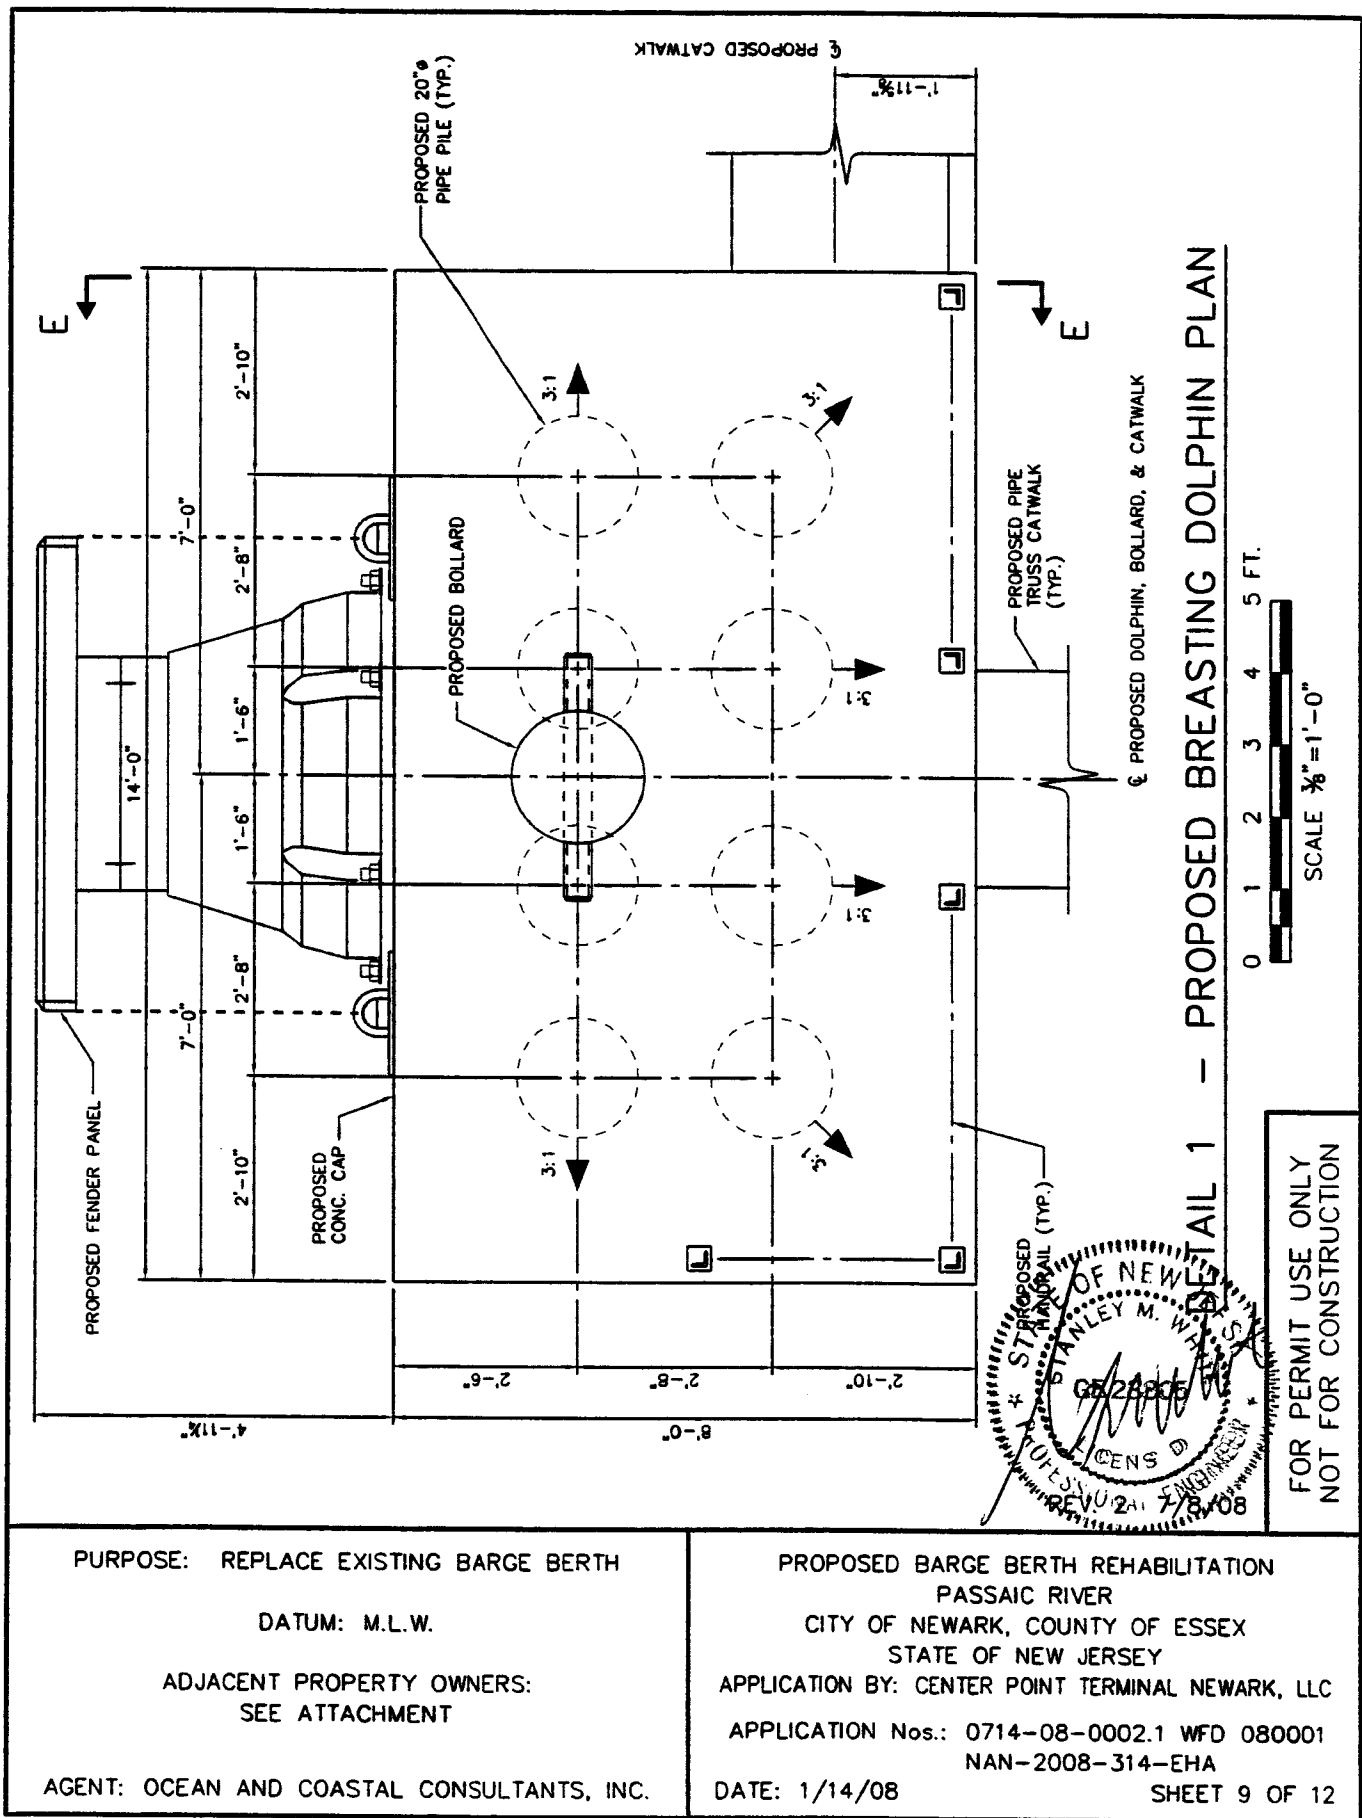 ℄ PROPOSED CATWALK
1'-11⅝"
PROPOSED 20"ø
PIPE PILE (TYP.)
E
E
2'-10"
7'-0"
2'-8"
1'-6"
14'-0"
1'-6"
2'-8"
7'-0"
2'-10"
PROPOSED FENDER PANEL
PROPOSED
CONC. CAP
PROPOSED BOLLARD
3:1
3:1
3:1
3:1
3:1
3:1
PROPOSED PIPE
TRUSS CATWALK
(TYP.)
℄ PROPOSED DOLPHIN, BOLLARD, & CATWALK
PROPOSED
HANDRAIL (TYP.)
4'-11¼"
2'-6"
2'-8"
2'-10"
8'-0"
DETAIL 1 - PROPOSED BREASTING DOLPHIN PLAN
0 1 2 3 4 5 FT.
SCALE ⅜"=1'-0"
STATE OF NEW
STANLEY M.
LICENS D
PROFESSIONAL ENGINEER
REV. 2 7/8/08
FOR PERMIT USE ONLY
NOT FOR CONSTRUCTION
PURPOSE: REPLACE EXISTING BARGE BERTH
DATUM: M.L.W.
ADJACENT PROPERTY OWNERS:
SEE ATTACHMENT
AGENT: OCEAN AND COASTAL CONSULTANTS, INC.
PROPOSED BARGE BERTH REHABILITATION
PASSAIC RIVER
CITY OF NEWARK, COUNTY OF ESSEX
STATE OF NEW JERSEY
APPLICATION BY: CENTER POINT TERMINAL NEWARK, LLC
APPLICATION Nos.: 0714-08-0002.1 WFD 080001
NAN-2008-314-EHA
DATE: 1/14/08 SHEET 9 OF 12